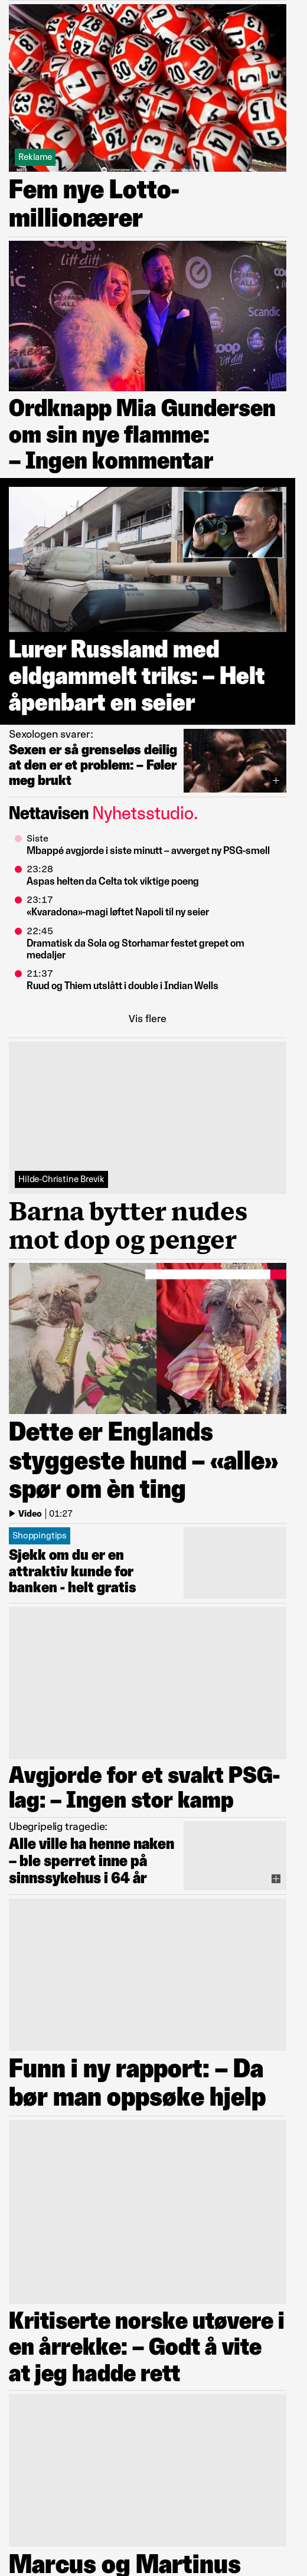 Reklame
Fem nye Lotto-
millionærer
coop
Litt ditt
Scandic
coop
Litt ditt
Scandic
Ordknapp Mia Gundersen
om sin nye flamme:
– Ingen kommentar
Lurer Russland med
eldgammelt triks: – Helt
åpenbart en seier
Sexologen svarer:
Sexen er så grenseløs deilig
at den er et problem: – Føler
meg brukt
Nettavisen Nyhetsstudio.
Siste
Mbappé avgjorde i siste minutt – avverget ny PSG-smell
23:28
Aspas helten da Celta tok viktige poeng
23:17
«Kvaradona»-magi løftet Napoli til ny seier
22:45
Dramatisk da Sola og Storhamar festet grepet om
medaljer
21:37
Ruud og Thiem utslått i double i Indian Wells
Vis flere
Hilde-Christine Brevik
Barna bytter nudes
mot dop og penger
Dette er Englands
styggeste hund – «alle»
spør om èn ting
Video | 01:27
Shoppingtips
Sjekk om du er en
attraktiv kunde for
banken - helt gratis
Avgjorde for et svakt PSG-
lag: – Ingen stor kamp
Ubegripelig tragedie:
Alle ville ha henne naken
– ble sperret inne på
sinnssykehus i 64 år
Funn i ny rapport: – Da
bør man oppsøke hjelp
Kritiserte norske utøvere i
en årrekke: – Godt å vite
at jeg hadde rett
Marcus og Martinus